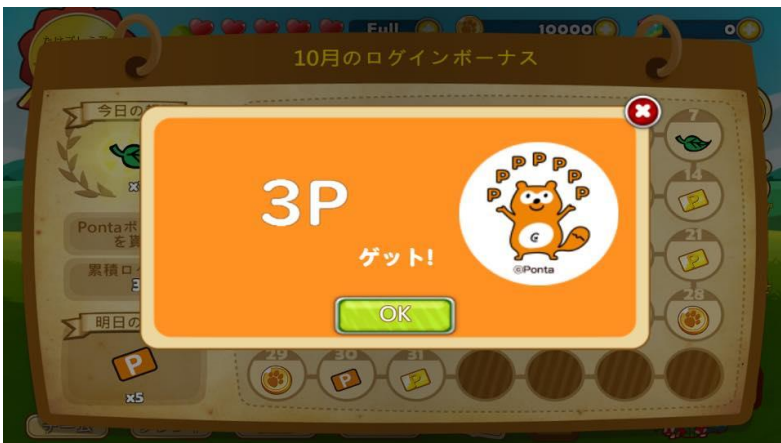 Full
10000
0
10月のログインボーナス
今日の
7
3P
ゲット!
P P P P P P
G
©Ponta
OK
14
P
21
P
28
Pontaポ
を
累積ロ
3
明日の
P
x5
29
30
31
P
P